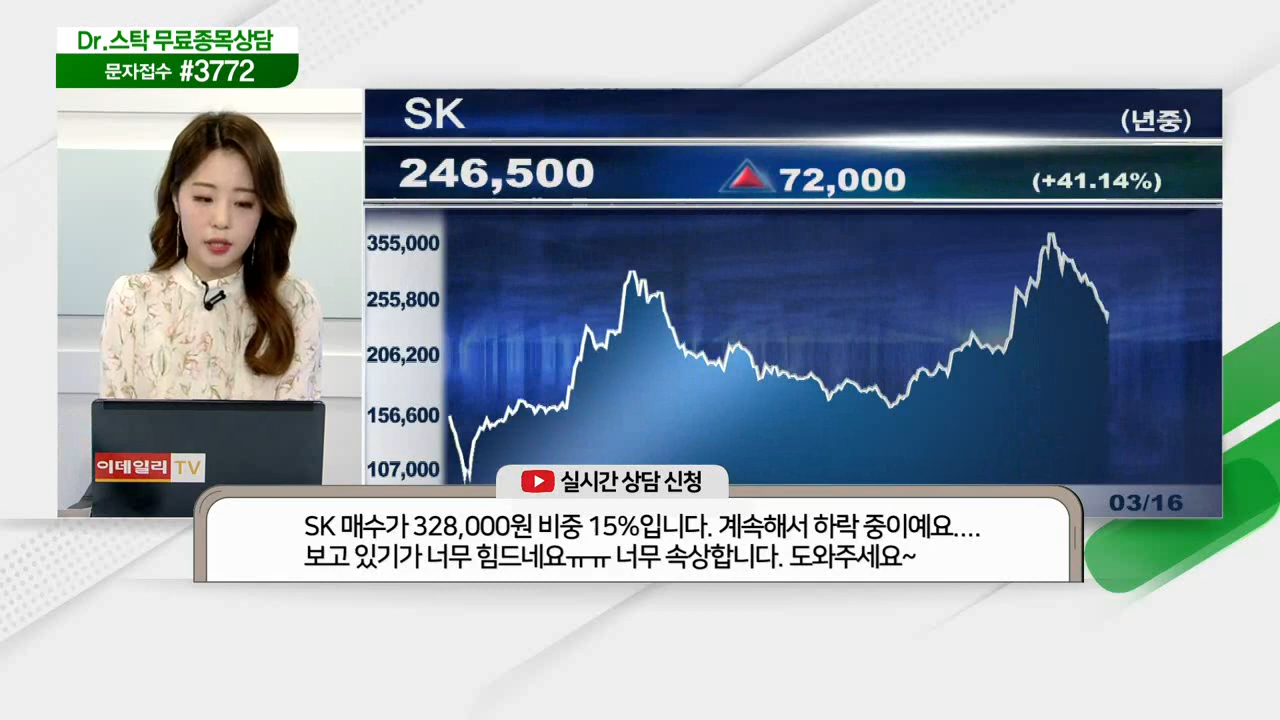 Dr.스탁 무료종목상담
문자접수 #3772
SK
(년중)
246,500 72,000 (+41.14%)
355,000
255,800
206,200
156,600
107,000
03/16
이데일리 TV
실시간 상담 신청
SK 매수가 328,000원 비중 15%입니다. 계속해서 하락 중이예요....
보고 있기가 너무 힘드네요ㅠㅠ 너무 속상합니다. 도와주세요~